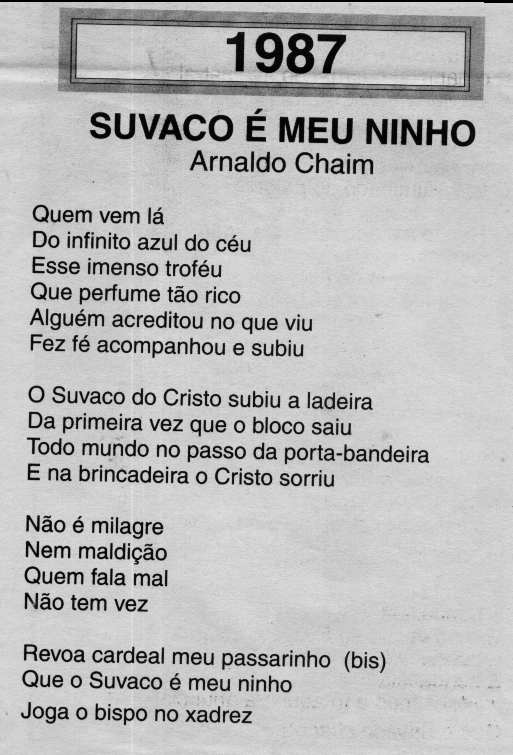 1987
SUVACO É MEU NINHO
Arnaldo Chaim
Quem vem lá
Do infinito azul do céu
Esse imenso troféu
Que perfume tão rico
Alguém acreditou no que viu
Fez fé acompanhou e subiu
O Suvaco do Cristo subiu a ladeira
Da primeira vez que o bloco saiu
Todo mundo no passo da porta-bandeira
E na brincadeira o Cristo sorriu
Não é milagre
Nem maldição
Quem fala mal
Não tem vez
Revoa cardeal meu passarinho (bis)
Que o Suvaco é meu ninho
Joga o bispo no xadrez